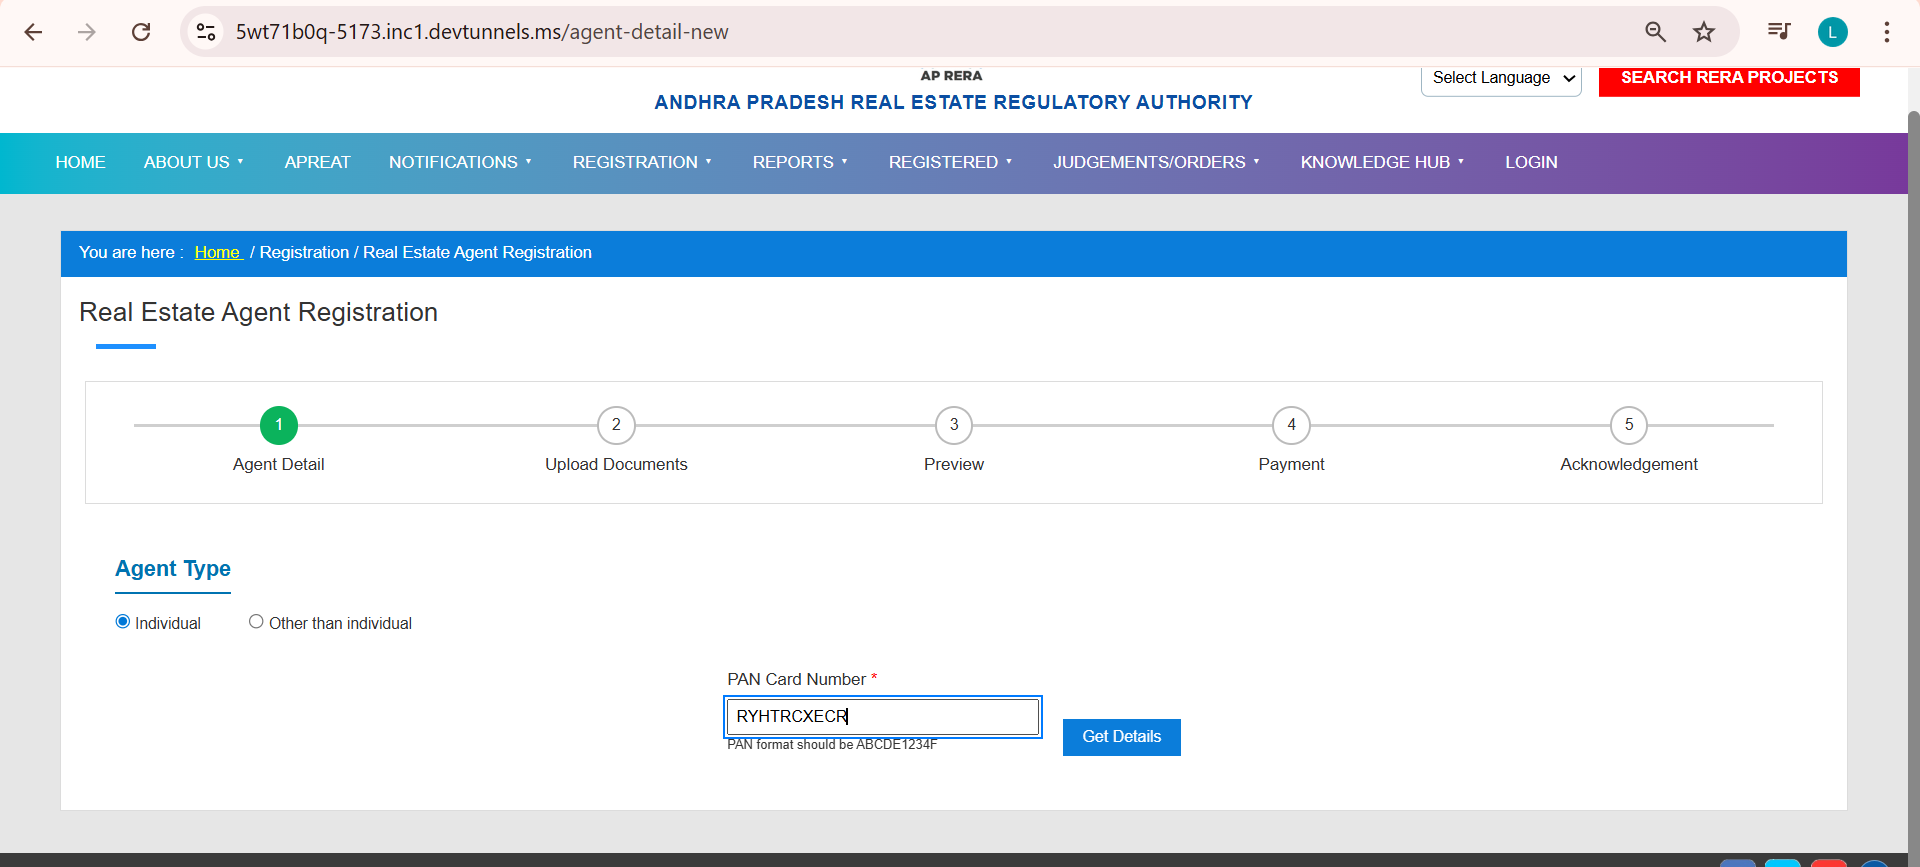 5wt71b0q-5173.inc1.devtunnels.ms/agent-detail-new
L
AP RERA
ANDHRA PRADESH REAL ESTATE REGULATORY AUTHORITY
Select Language
SEARCH RERA PROJECTS
HOME ABOUT US APREAT NOTIFICATIONS REGISTRATION REPORTS REGISTERED JUDGEMENTS/ORDERS KNOWLEDGE HUB LOGIN
You are here : Home / Registration / Real Estate Agent Registration
Real Estate Agent Registration
1 2 3 4 5
Agent Detail Upload Documents Preview Payment Acknowledgement
Agent Type
Individual Other than individual
PAN Card Number *
RYHTRCXECR
Get Details
PAN format should be ABCDE1234F